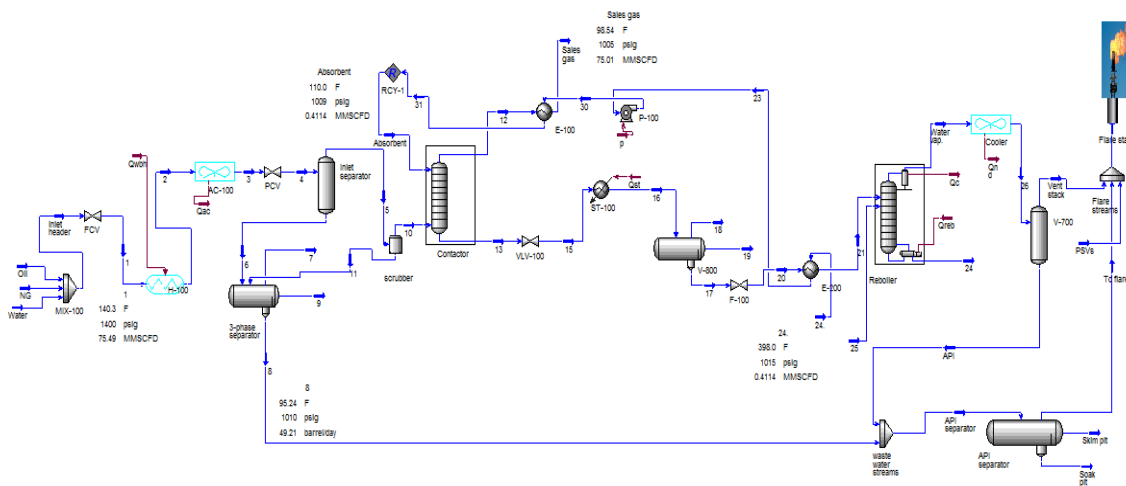 Sales gas
98.54 F
1005 psig
75.01 MMSCFD
Sales
gas
Absorbent
110.0 F
1009 psig
0.4114 MMSCFD
R
RCY-1
31
12
E-100
30
P-100
p
23
Absorbent
Qwbh
2
AC-100
Qac
3
PCV
4
Inlet
separator
5
10
scrubber
Contactor
13
VLV-100
15
ST-100
Qst
16
18
19
V-800
17
F-100
20
E-200
24.
21
25
Reboiler
Qc
Qreb
24
Water
vap.
Cooler
26
Vent
stack
V-700
Flare stack
Flare
streams
PSVs
To flare
Inlet
header
FCV
1
1
H-100
Oil
NG
Water
MIX-100
140.3 F
1400 psig
75.49 MMSCFD
6
7
11
9
3-phase
separator
8
8
95.24 F
1010 psig
49.21 barrel/day
24.
398.0 F
1015 psig
0.4114 MMSCFD
API
waste
water
streams
API
separator
API
separator
Skim pit
Soak
pit